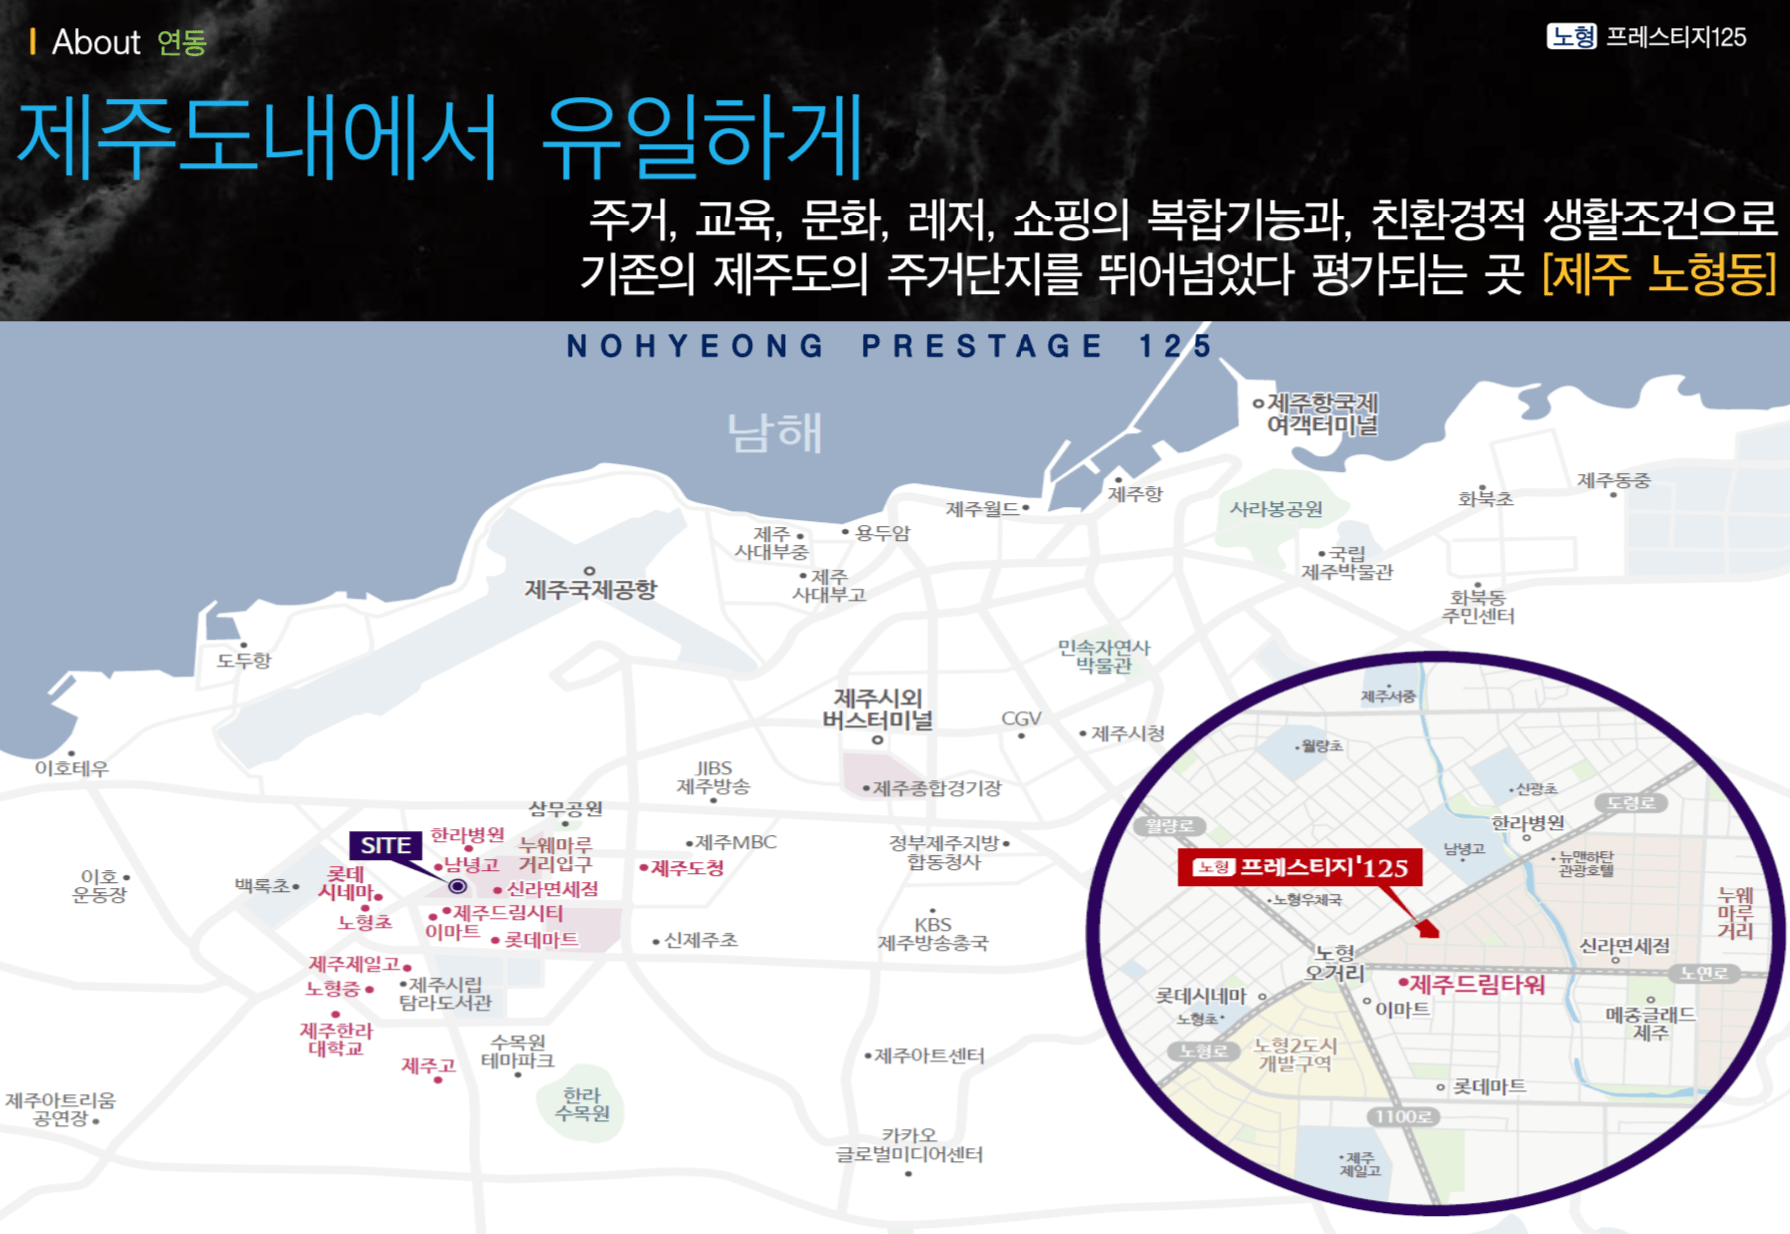 About 연동
노형 프레스티지125
제주도내에서 유일하게
주거, 교육, 문화, 레저, 쇼핑의 복합기능과, 친환경적 생활조건으로
기존의 제주도의 주거단지를 뛰어넘었다 평가되는 곳 [제주 노형동]
NOHYEONG PRESTAGE 125
남해
제주항국제
여객터미널
제주항
제주월드
사라봉공원
화북초
제주동중
제주
사대부중
용두암
제주
사대부고
국립
제주박물관
화북동
주민센터
제주국제공항
도두항
민속자연사
박물관
제주시외
버스터미널
CGV
제주시청
이호테우
JIBS
제주방송
제주종합경기장
삼무공원
SITE
한라병원
누웨마루
거리입구
제주MBC
정부제주지방
합동청사
남녕고
제주도청
롯데
시네마
신라면세점
이호
운동장
백록초
노형초
제주드림시티
이마트
롯데마트
신제주초
KBS
제주방송총국
제주제일고
노형중
제주시립
탐라도서관
제주한라
대학교
수목원
테마파크
제주고
제주아트센터
한라
수목원
제주아트리움
공연장
카카오
글로벌미디어센터
제주서중
월랑초
신광초
도령로
월랑로
한라병원
남녕고
뉴맨하탄
관광호텔
노형 프레스티지'125
노형우체국
누웨
마루
거리
노형
오거리
신라면세점
노연로
제주드림타워
롯데시네마
이마트
노형초
메종글래드
제주
노형로
노형2도시
개발구역
롯데마트
1100로
제주
제일고